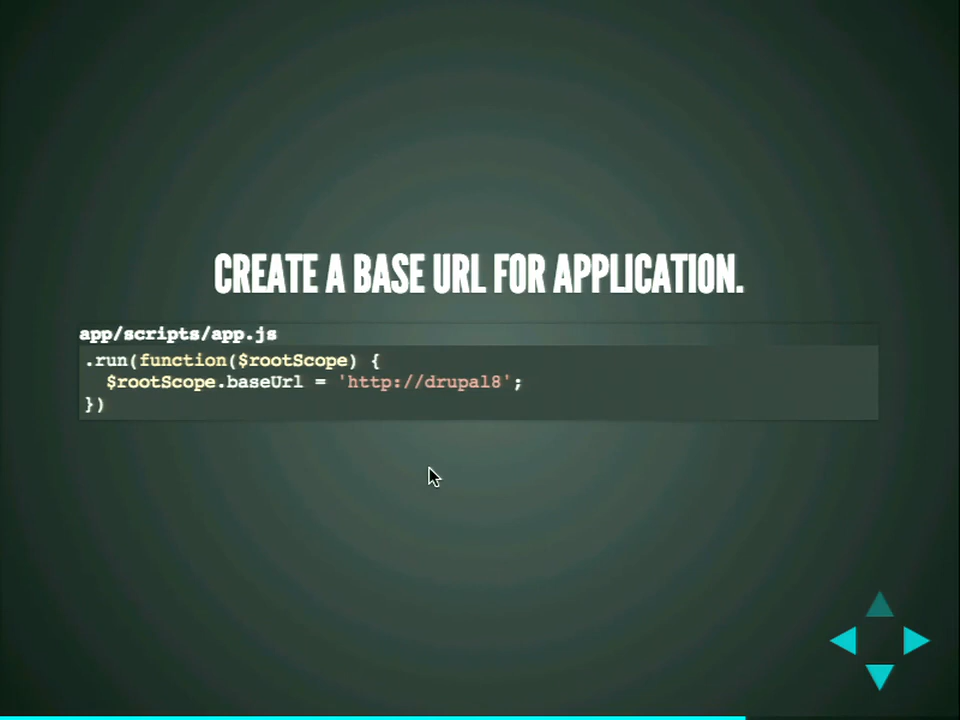 CREATE A BASE URL FOR APPLICATION.
app/scripts/app.js
.run(function($rootScope) {
  $rootScope.baseUrl = 'http://drupal8';
})